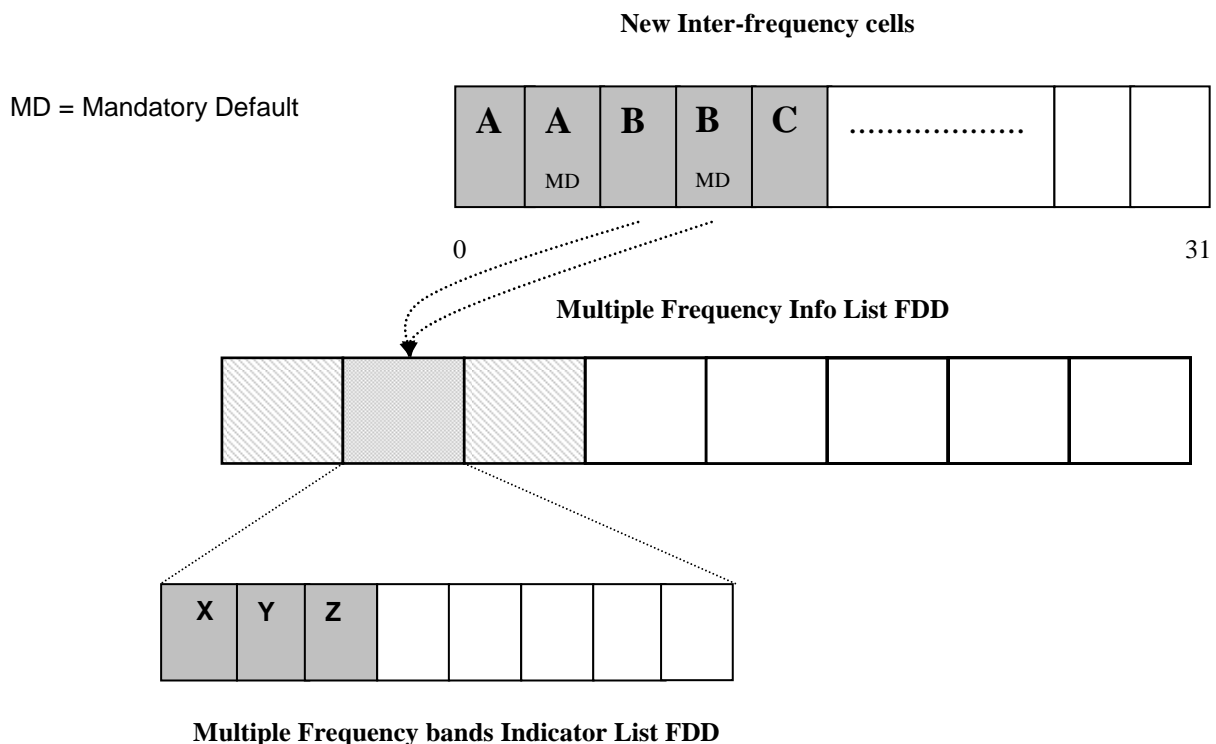 New Inter-frequency cells
MD = Mandatory Default
A A B B C ...................
MD MD
0 31
Multiple Frequency Info List FDD
X Y Z
Multiple Frequency bands Indicator List FDD